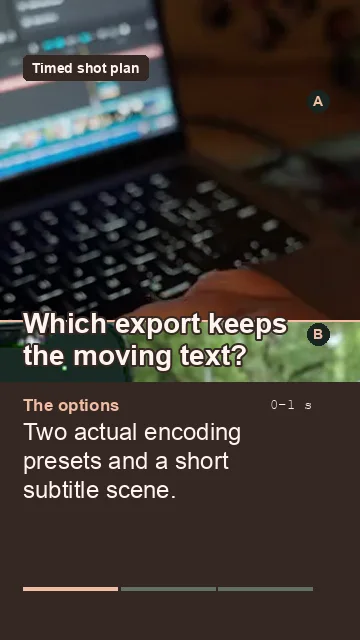 Timed shot plan
A
Which export keeps
the moving text?
B
The options
0–1 s
Two actual encoding
presets and a short
subtitle scene.